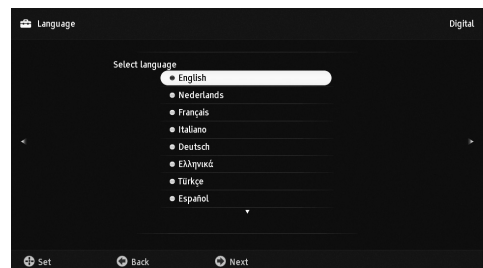 Language
Digital
Select language
English
Nederlands
Français
Italiano
Deutsch
Ελληνικά
Türkçe
Español
Set
Back
Next